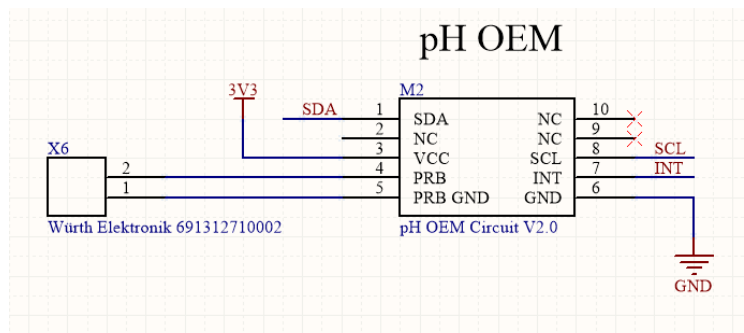 pH OEM
3V3
M2
SDA
1
SDA
NC
10
2
NC
NC
9
3
VCC
SCL
8
SCL
X6
2
4
PRB
INT
7
INT
1
5
PRB GND
GND
6
Würth Elektronik 691312710002
pH OEM Circuit V2.0
GND